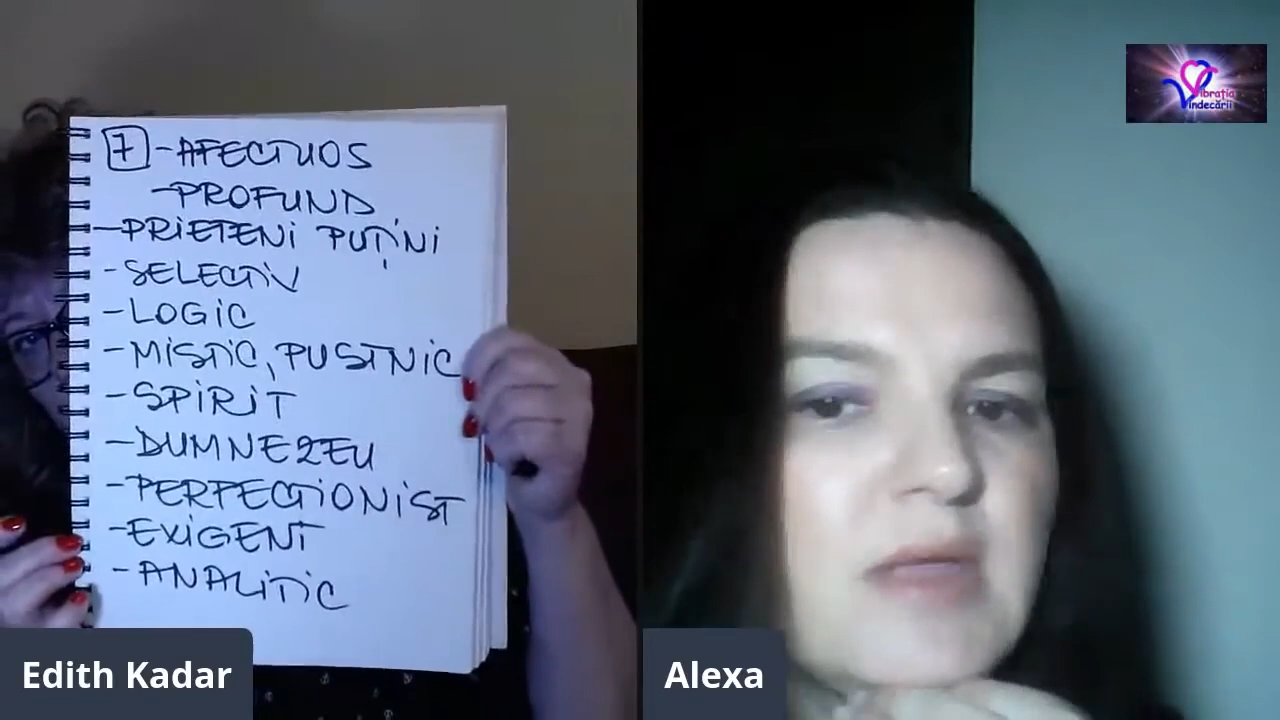 7 - AFECTUOS
- PROFUND
- PRIETENI PUȚINI
- SELECTIV
- LOGIC
- MISTIC, PUSTNIC
- SPIRIT
- DUMNEZEU
- PERFECTIONIST
- EXIGENT
- ANALITIC
Vibrația
Vindecării
Edith Kadar
Alexa